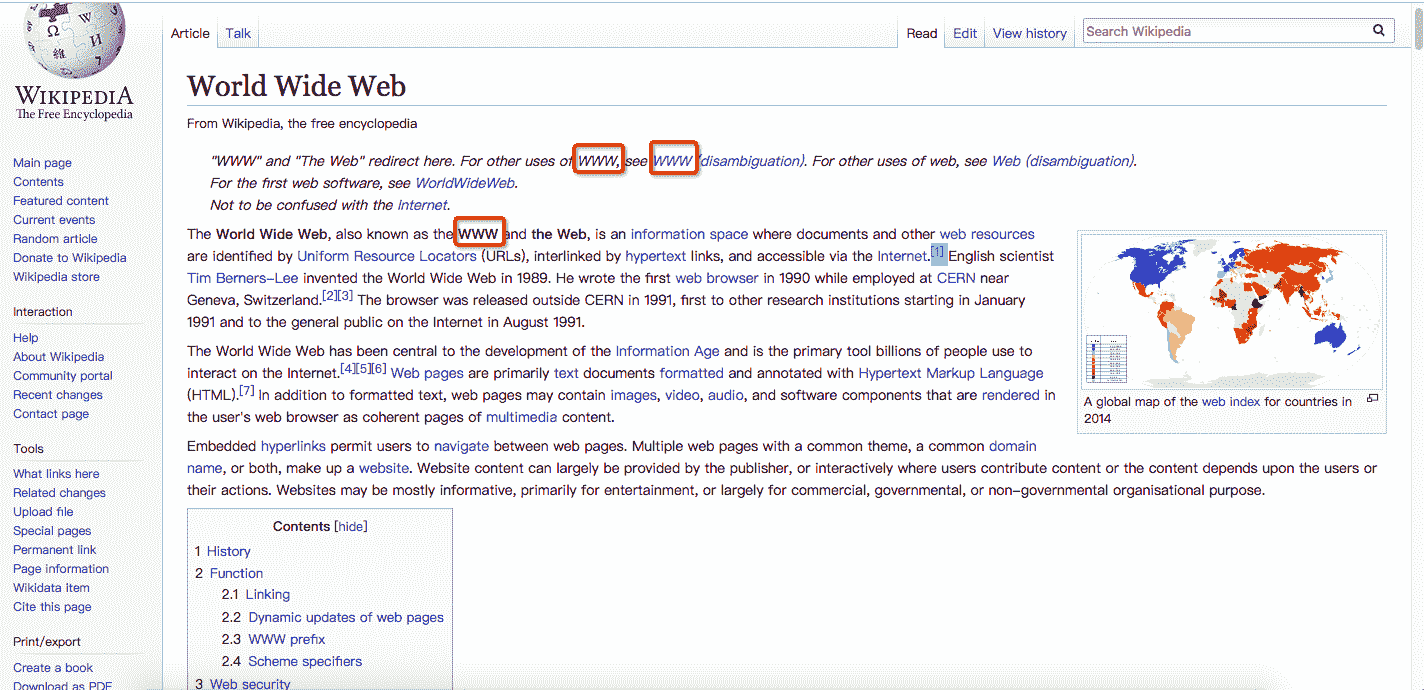 WIKIPEDIA
The Free Encyclopedia
Main page
Contents
Featured content
Current events
Random article
Donate to Wikipedia
Wikipedia store
Interaction
Help
About Wikipedia
Community portal
Recent changes
Contact page
Tools
What links here
Related changes
Upload file
Special pages
Permanent link
Page information
Wikidata item
Cite this page
Print/export
Create a book
Download as PDF
Article Talk Read Edit View history Search Wikipedia
World Wide Web
From Wikipedia, the free encyclopedia
"WWW" and "The Web" redirect here. For other uses of WWW, see WWW (disambiguation). For other uses of web, see Web (disambiguation).
For the first web software, see WorldWideWeb.
Not to be confused with the Internet.
The World Wide Web, also known as the WWW and the Web, is an information space where documents and other web resources
are identified by Uniform Resource Locators (URLs), interlinked by hypertext links, and accessible via the Internet.[1] English scientist
Tim Berners-Lee invented the World Wide Web in 1989. He wrote the first web browser in 1990 while employed at CERN near
Geneva, Switzerland.[2][3] The browser was released outside CERN in 1991, first to other research institutions starting in January
1991 and to the general public on the Internet in August 1991.
The World Wide Web has been central to the development of the Information Age and is the primary tool billions of people use to
interact on the Internet.[4][5][6] Web pages are primarily text documents formatted and annotated with Hypertext Markup Language
(HTML).[7] In addition to formatted text, web pages may contain images, video, audio, and software components that are rendered in
the user's web browser as coherent pages of multimedia content.
Embedded hyperlinks permit users to navigate between web pages. Multiple web pages with a common theme, a common domain
name, or both, make up a website. Website content can largely be provided by the publisher, or interactively where users contribute content or the content depends upon the users or
their actions. Websites may be mostly informative, primarily for entertainment, or largely for commercial, governmental, or non-governmental organisational purpose.
A global map of the web index for countries in
2014
Contents [hide]
1 History
2 Function
2.1 Linking
2.2 Dynamic updates of web pages
2.3 WWW prefix
2.4 Scheme specifiers
3 Web security